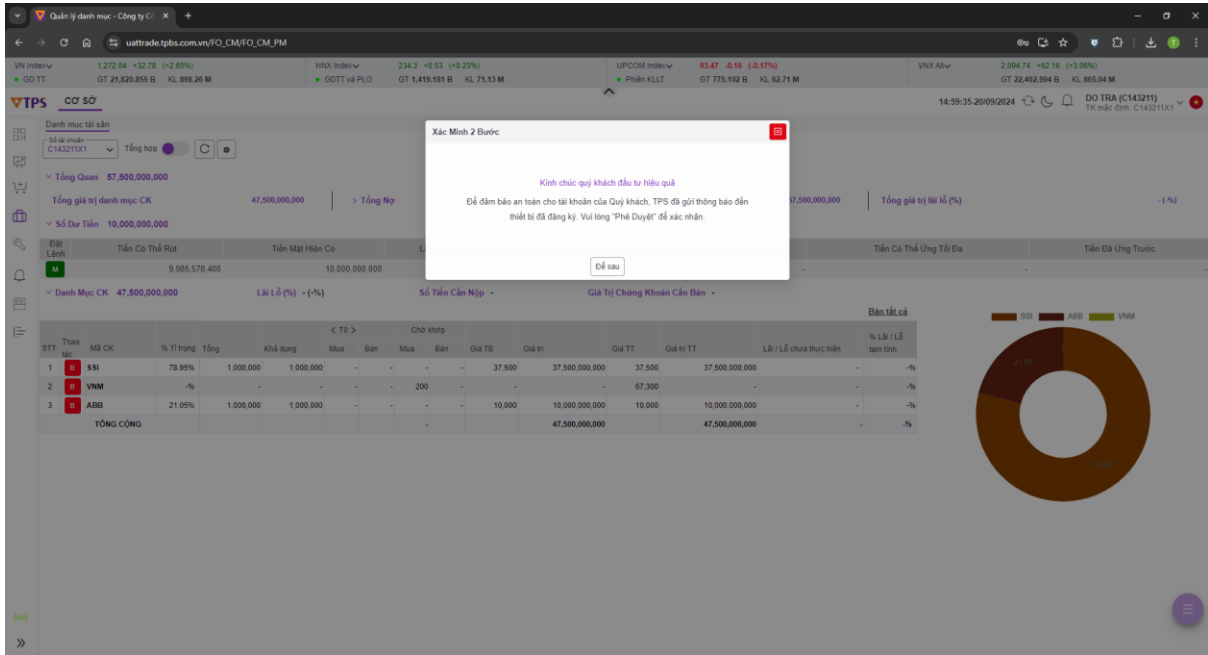 Quản lý danh mục - Công ty Cổ
uattrade.tpbs.com.vn/FO_CM/FO_CM_PM
VN Index 1,272.04 +32.78 (+2.65%) HNX Index 234.3 +0.53 (+0.23%) UPCOM Index 93.47 -0.16 (-0.17%) VNX All 2,094.74 +62.16 (+3.06%)
GD TT GT 21,820.855 B KL 898.26 M GDTT và PLO GT 1,419.181 B KL 71.13 M Phiên KLLT GT 775.102 B KL 62.71 M GT 22,402.994 B KL 865.04 M
TPS CƠ SỞ 14:59:35-20/09/2024 DO TRA (C143211)
TK mặc định: C143211X1
Danh mục tài sản
Số tài khoản
C143211X1 Tổng hợp
Tổng Quan 57,500,000,000
Tổng giá trị danh mục CK 47,500,000,000 > Tổng Nợ 57,500,000,000 Tổng giá trị lãi lỗ (%) - (-%)
Số Dư Tiền 10,000,000,000
Đặt Lệnh Tiền Có Thể Rút Tiền Mặt Hiện Có Tiền Có Thể Ứng Tối Đa Tiền Đã Ứng Trước
M 9,985,578,400 10,000,000,000 - - -
Xác Minh 2 Bước
Kính chúc quý khách đầu tư hiệu quả
Để đảm bảo an toàn cho tài khoản của Quý khách, TPS đã gửi thông báo đến
thiết bị đã đăng ký. Vui lòng "Phê Duyệt" để xác nhận.
Để sau
Danh Mục CK 47,500,000,000 Lãi Lỗ (%) - (-%) Số Tiền Cần Nộp - Giá Trị Chứng Khoán Cần Bán -
Bán tất cả
< T0 > Chờ khớp
STT Thao tác Mã CK % Tỉ trọng Tổng Khả dụng Mua Bán Mua Bán Giá TB Giá trị Giá TT Giá trị TT Lãi / Lỗ chưa thực hiện % Lãi / Lỗ tạm tính
1 B SSI 78.95% 1,000,000 1,000,000 - - - - 37,500 37,500,000,000 37,500 37,500,000,000 - -%
2 B VNM -% - - - - 200 - - - 67,300 - - -%
3 B ABB 21.05% 1,000,000 1,000,000 - - - - 10,000 10,000,000,000 10,000 10,000,000,000 - -%
TỔNG CỘNG - 47,500,000,000 47,500,000,000 - -%
SSI ABB VNM
21.05
0